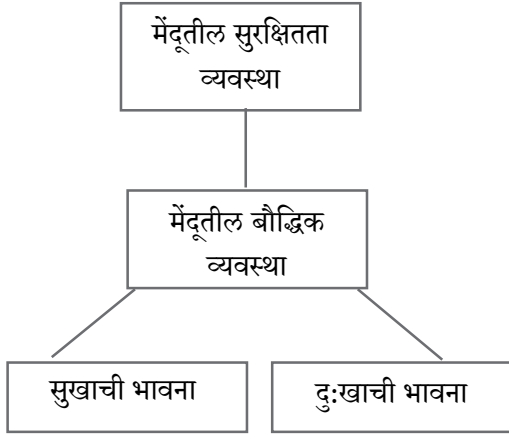 मेंदूतील सुरक्षितता
व्यवस्था
मेंदूतील बौद्धिक
व्यवस्था
सुखाची भावना
दु:खाची भावना